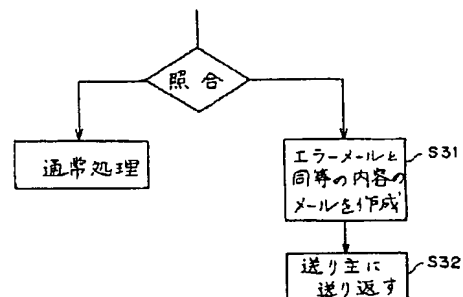 照合
通常処理
エラーメールと
同等の内容の
メールを作成
S31
送り主に
送り返す
S32